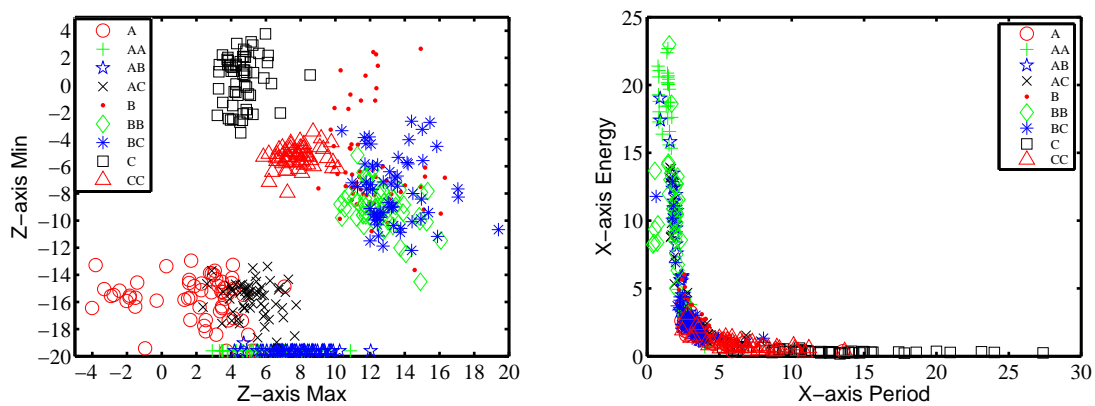 4
2
0
−2
−4
−6
−8
−10
−12
−14
−16
−18
−20
Z−axis Min
A
AA
AB
AC
B
BB
BC
C
CC
−4 −2 0 2 4 6 8 10 12 14 16 18 20
Z−axis Max
25
20
15
10
5
0
X−axis Energy
A
AA
AB
AC
B
BB
BC
C
CC
0 5 10 15 20 25 30
X−axis Period